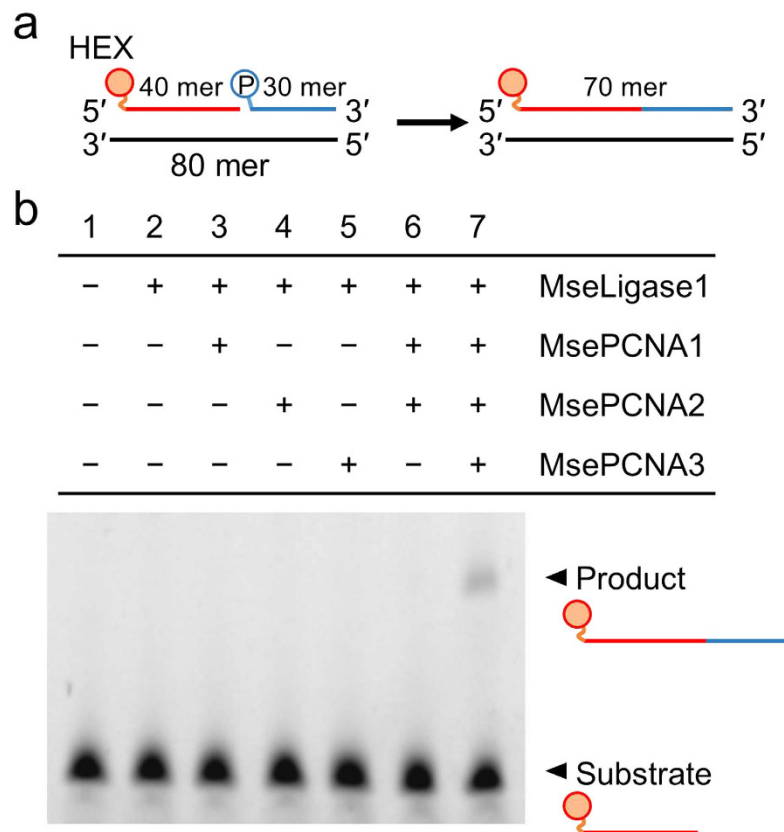 a
HEX
40 mer P 30 mer
5′ 3′
3′ 5′
80 mer
70 mer
5′ 3′
3′ 5′
b
1 2 3 4 5 6 7
− + + + + + + MseLigase1
− − + − − + + MsePCNA1
− − − + − + + MsePCNA2
− − − − + − + MsePCNA3
Product
Substrate